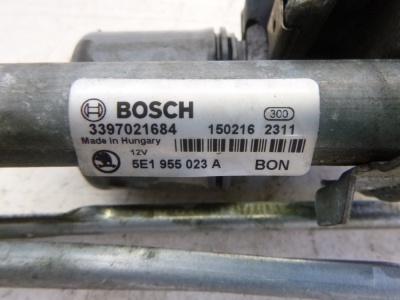 BOSCH 300
3397021684 150216 2311
Made in Hungary
12V
5E1 955 023 A BON